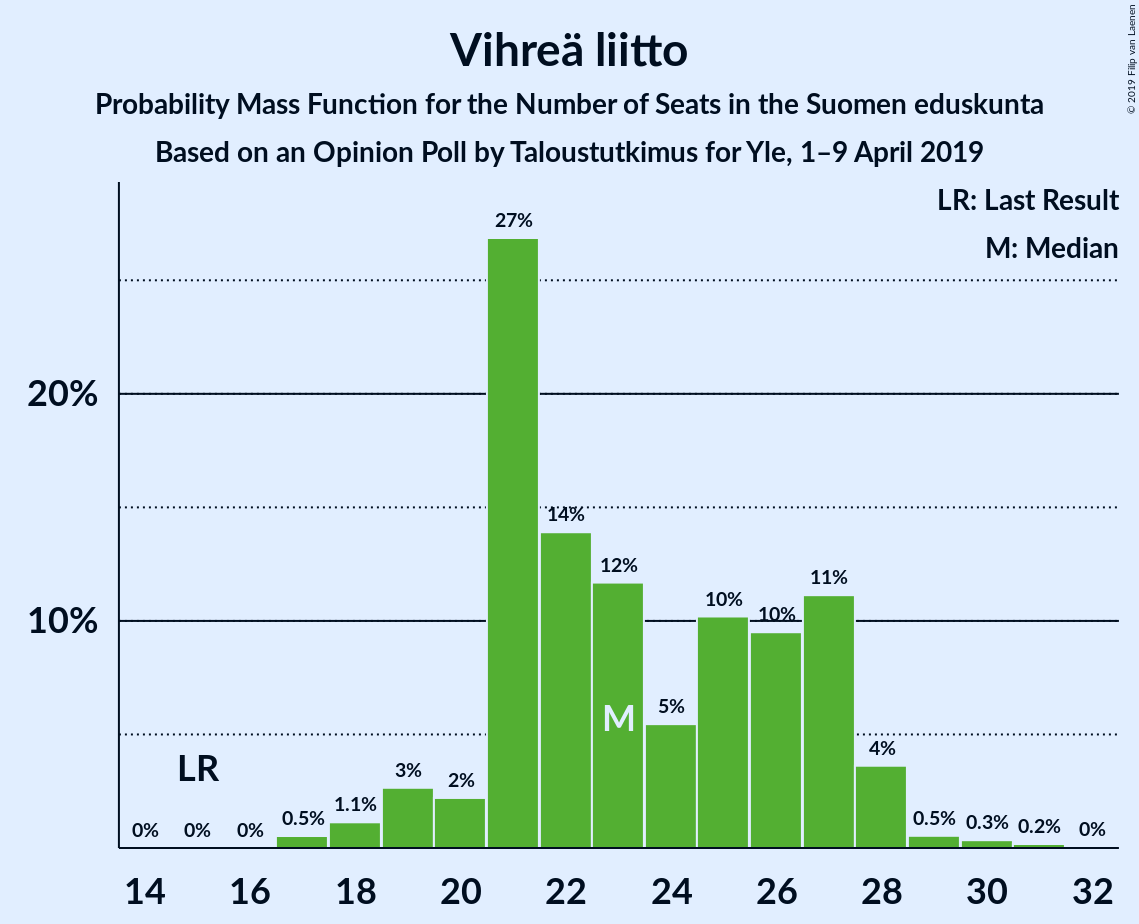 Vihreä liitto
Probability Mass Function for the Number of Seats in the Suomen eduskunta
Based on an Opinion Poll by Taloustutkimus for Yle, 1–9 April 2019
© 2019 Filip van Laenen
LR: Last Result
M: Median
20%
10%
0%
0%
0%
0.5%
1.1%
3%
2%
27%
14%
12%
5%
10%
10%
11%
4%
0.5%
0.3%
0.2%
0%
LR
M
14 16 18 20 22 24 26 28 30 32